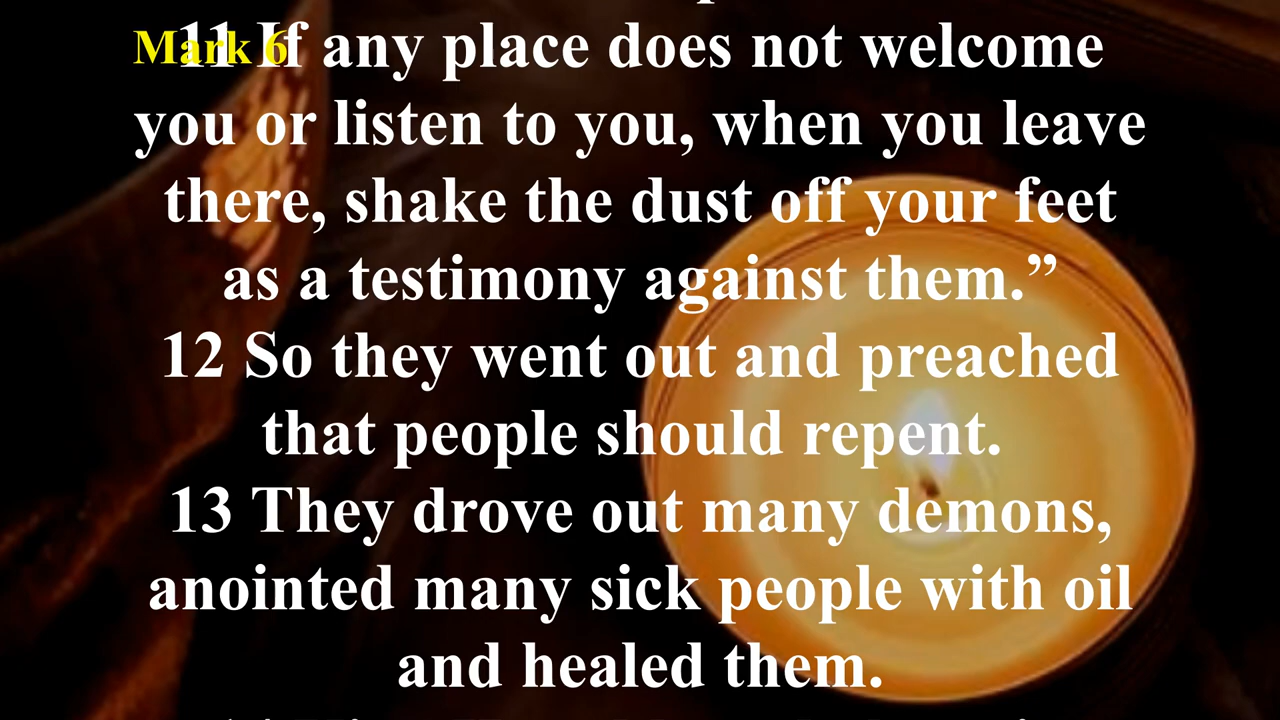 Mark 6
11 If any place does not welcome
you or listen to you, when you leave
there, shake the dust off your feet
as a testimony against them.”
12 So they went out and preached
that people should repent.
13 They drove out many demons,
anointed many sick people with oil
and healed them.